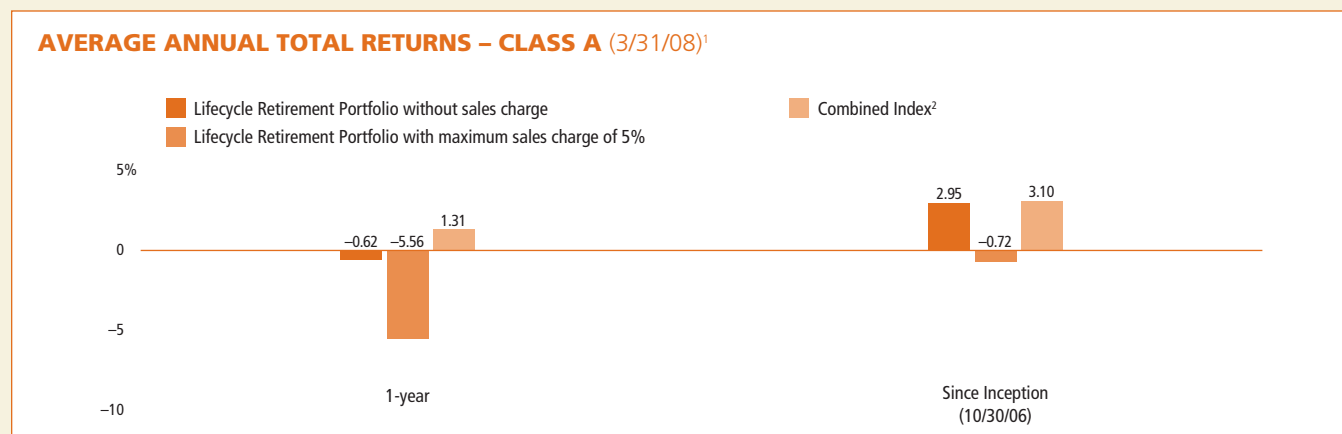 AVERAGE ANNUAL TOTAL RETURNS – CLASS A (3/31/08)¹
Lifecycle Retirement Portfolio without sales charge
Combined Index²
Lifecycle Retirement Portfolio with maximum sales charge of 5%
5%
2.95
–0.72
3.10
–0.62
–5.56
1.31
0
–5
1-year
Since Inception
(10/30/06)
–10